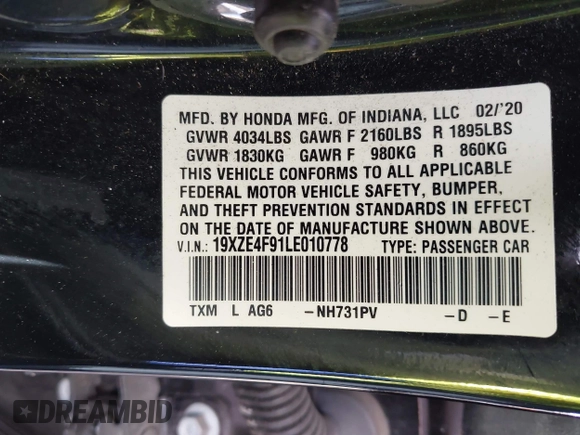 MFD. BY HONDA MFG. OF INDIANA, LLC 02/'20
GVWR 4034LBS GAWR F 2160LBS R 1895LBS
GVWR 1830KG GAWR F 980KG R 860KG
THIS VEHICLE CONFORMS TO ALL APPLICABLE
FEDERAL MOTOR VEHICLE SAFETY, BUMPER,
AND THEFT PREVENTION STANDARDS IN EFFECT
ON THE DATE OF MANUFACTURE SHOWN ABOVE.
V.I.N.: 19XZE4F91LE010778 TYPE: PASSENGER CAR
TXM L AG6 -NH731PV -D -E
DREAMBID